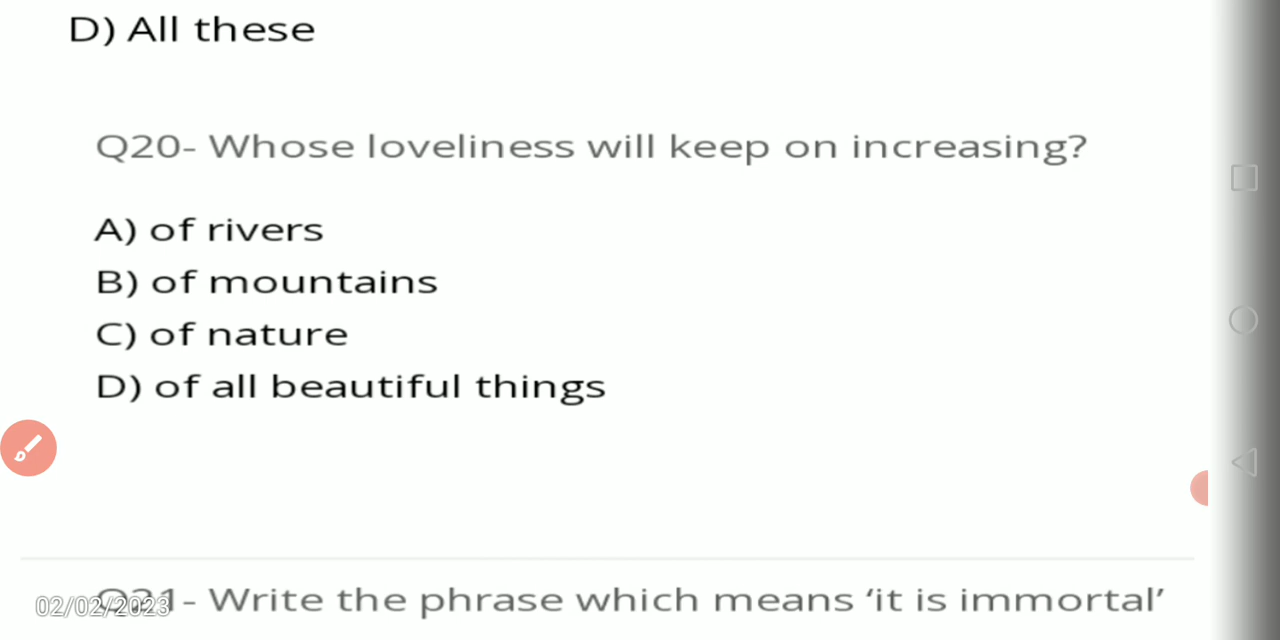 D) All these
Q20- Whose loveliness will keep on increasing?
A) of rivers
B) of mountains
C) of nature
D) of all beautiful things
Q21- Write the phrase which means ‘it is immortal’
02/02/2023